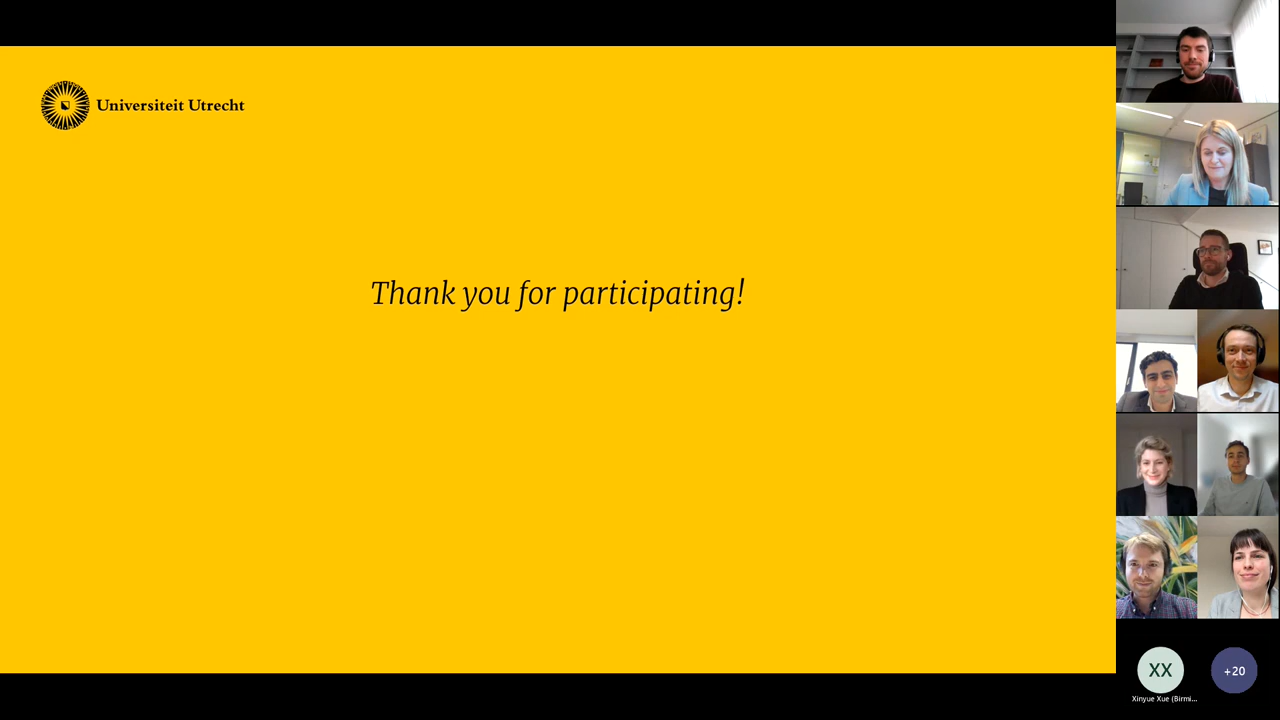 Universiteit Utrecht
Thank you for participating!
XX
+20
Xinyue Xue (Birmi...